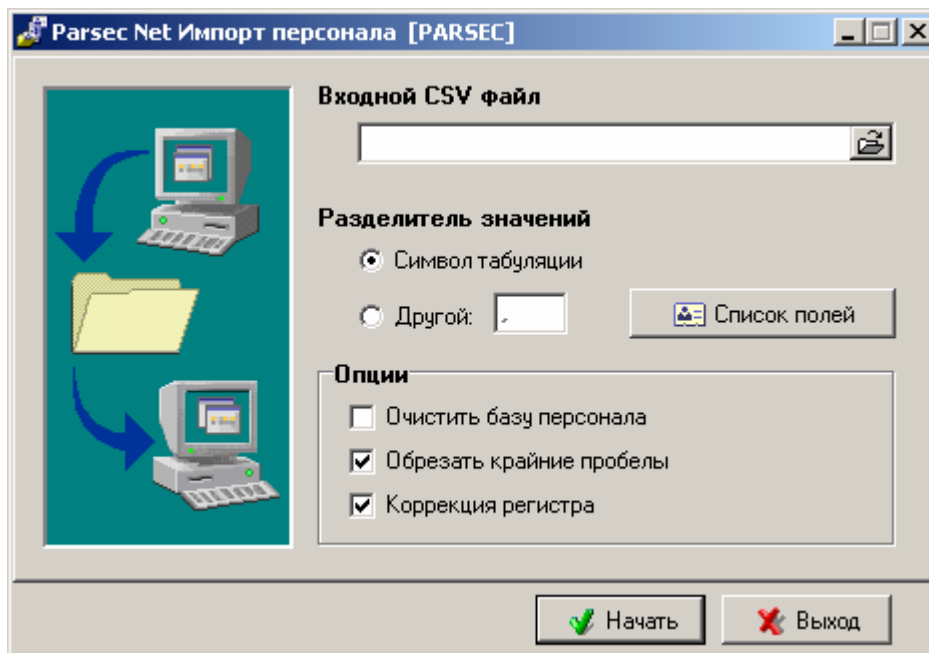 Parsec Net Импорт персонала [PARSEC]
Входной CSV файл
Разделитель значений
Символ табуляции
Другой: ,
Список полей
Опции
Очистить базу персонала
Обрезать крайние пробелы
Коррекция регистра
Начать
Выход